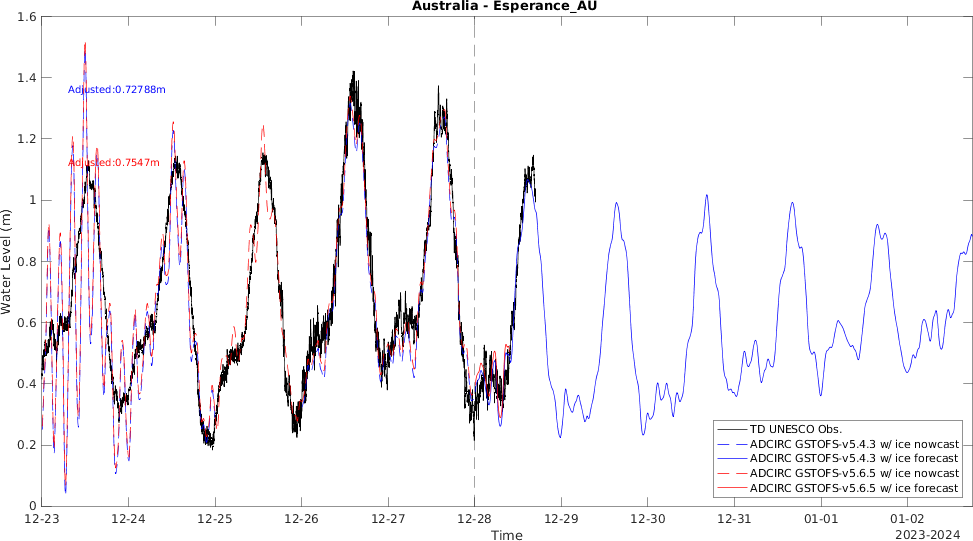 Australia - Esperance_AU
1.6
1.4
1.2
1
0.8
0.6
0.4
0.2
0
Water Level (m)
Adjusted:0.72788m
Adjusted:0.7547m
TD UNESCO Obs.
ADCIRC GSTOFS-v5.4.3 w/ ice nowcast
ADCIRC GSTOFS-v5.4.3 w/ ice forecast
ADCIRC GSTOFS-v5.6.5 w/ ice nowcast
ADCIRC GSTOFS-v5.6.5 w/ ice forecast
12-23 12-24 12-25 12-26 12-27 12-28 12-29 12-30 12-31 01-01 01-02
Time
2023-2024